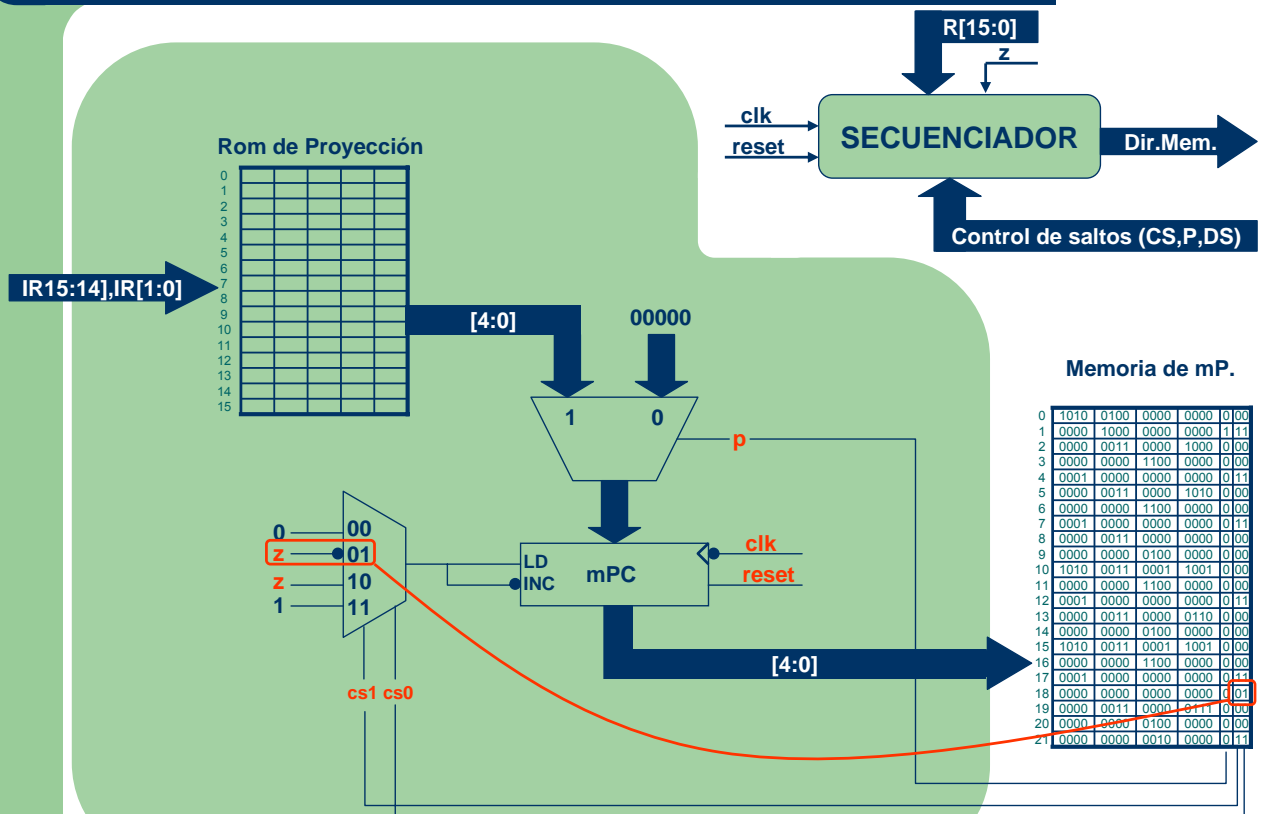 R[15:0]
z
clk
reset
SECUENCIADOR
Dir.Mem.
Control de saltos (CS,P,DS)
Rom de Proyección
0
1
2
3
4
5
6
7
8
9
10
11
12
13
14
15
IR15:14],IR[1:0]
[4:0]
00000
1 0
p
0 00
z 01
z 10
1 11
cs1 cs0
LD
INC
mPC
clk
reset
[4:0]
Memoria de mP.
0 1010 0100 0000 0000 0 00
1 0000 1000 0000 0000 1 11
2 0000 0011 0000 1000 0 00
3 0000 0000 1100 0000 0 00
4 0001 0000 0000 0000 0 11
5 0000 0011 0000 1010 0 00
6 0000 0000 1100 0000 0 00
7 0001 0000 0000 0000 0 11
8 0000 0011 0000 0000 0 00
9 0000 0000 0100 0000 0 00
10 1010 0011 0001 1001 0 00
11 0000 0000 1100 0000 0 00
12 0001 0000 0000 0000 0 11
13 0000 0011 0000 0110 0 00
14 0000 0000 0100 0000 0 00
15 1010 0011 0001 1001 0 00
16 0000 0000 1100 0000 0 00
17 0001 0000 0000 0000 0 11
18 0000 0000 0000 0000 0 01
19 0000 0011 0000 0111 0 00
20 0000 0000 0100 0000 0 00
21 0000 0000 0010 0000 0 11